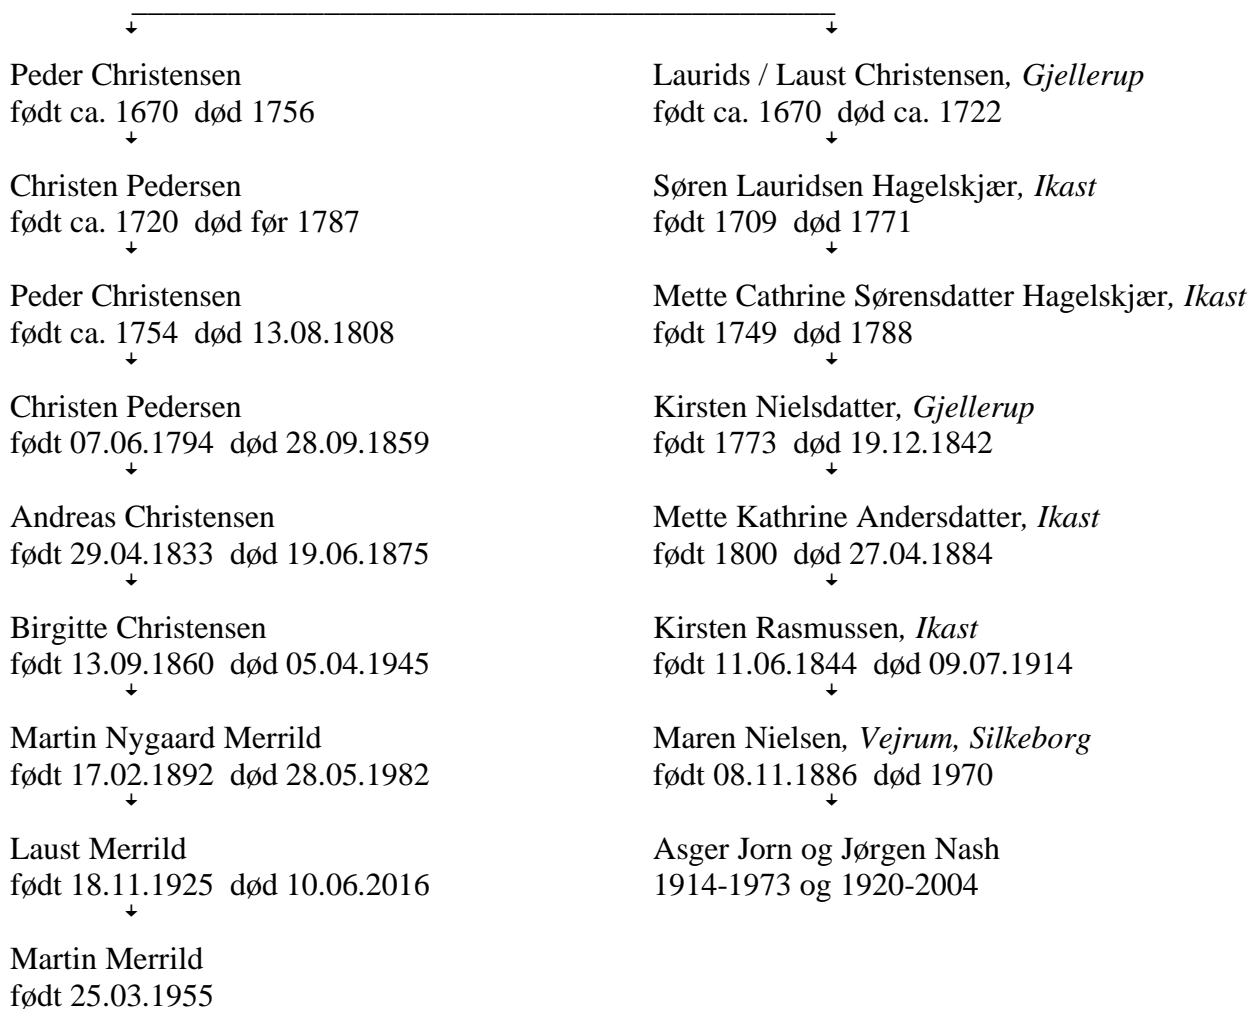 Peder Christensen
født ca. 1670 død 1756
Christen Pedersen
født ca. 1720 død før 1787
Peder Christensen
født ca. 1754 død 13.08.1808
Christen Pedersen
født 07.06.1794 død 28.09.1859
Andreas Christensen
født 29.04.1833 død 19.06.1875
Birgitte Christensen
født 13.09.1860 død 05.04.1945
Martin Nygaard Merrild
født 17.02.1892 død 28.05.1982
Laust Merrild
født 18.11.1925 død 10.06.2016
Martin Merrild
født 25.03.1955
Laurids / Laust Christensen, Gjellerup
født ca. 1670 død ca. 1722
Søren Lauridsen Hagelskjær, Ikast
født 1709 død 1771
Mette Cathrine Sørensdatter Hagelskjær, Ikast
født 1749 død 1788
Kirsten Nielsdatter, Gjellerup
født 1773 død 19.12.1842
Mette Kathrine Andersdatter, Ikast
født 1800 død 27.04.1884
Kirsten Rasmussen, Ikast
født 11.06.1844 død 09.07.1914
Maren Nielsen, Vejrum, Silkeborg
født 08.11.1886 død 1970
Asger Jorn og Jørgen Nash
1914-1973 og 1920-2004